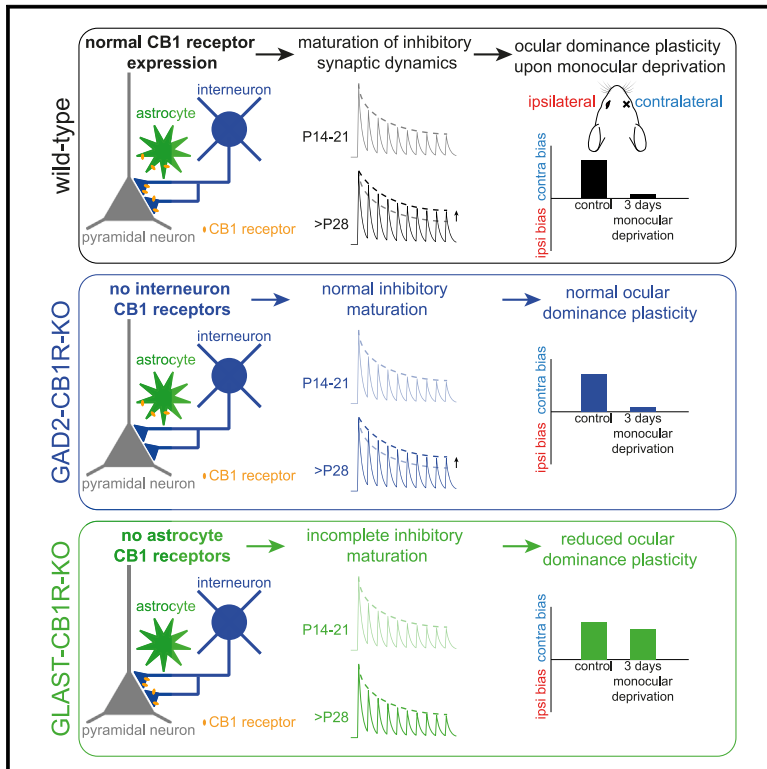 wild-type
normal CB1 receptor
expression
maturation of inhibitory
synaptic dynamics
ocular dominance plasticity
upon monocular deprivation
interneuron
astrocyte
pyramidal neuron
CB1 receptor
P14-21
>P28
ipsilateral
contralateral
contra bias
ipsi bias
control
3 days
monocular
deprivation
GAD2-CB1R-KO
no interneuron
CB1 receptors
normal inhibitory
maturation
normal ocular
dominance plasticity
interneuron
astrocyte
pyramidal neuron
CB1 receptor
P14-21
>P28
contra bias
ipsi bias
control
3 days
monocular
deprivation
GLAST-CB1R-KO
no astrocyte
CB1 receptors
incomplete inhibitory
maturation
reduced ocular
dominance plasticity
interneuron
astrocyte
pyramidal neuron
CB1 receptor
P14-21
>P28
contra bias
ipsi bias
control
3 days
monocular
deprivation